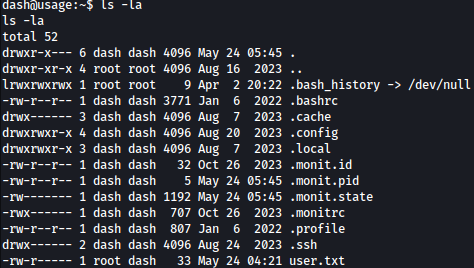 dash@usage:~$ ls -la
ls -la
total 52
drwxr-x--- 6 dash dash 4096 May 24 05:45 .
drwxr-xr-x 4 root root 4096 Aug 16  2023 ..
lrwxrwxrwx 1 root root    9 Apr  2 20:22 .bash_history -> /dev/null
-rw-r--r-- 1 dash dash 3771 Jan  6  2022 .bashrc
drwx------ 3 dash dash 4096 Aug  7  2023 .cache
drwxrwxr-x 4 dash dash 4096 Aug 20  2023 .config
drwxrwxr-x 3 dash dash 4096 Aug  7  2023 .local
-rw-r--r-- 1 dash dash   32 Oct 26  2023 .monit.id
-rw-r--r-- 1 dash dash    5 May 24 05:45 .monit.pid
-rw------- 1 dash dash 1192 May 24 05:45 .monit.state
-rwx------ 1 dash dash  707 Oct 26  2023 .monitrc
-rw-r--r-- 1 dash dash  807 Jan  6  2022 .profile
drwx------ 2 dash dash 4096 Aug 24  2023 .ssh
-rw-r----- 1 root dash   33 May 24 04:21 user.txt